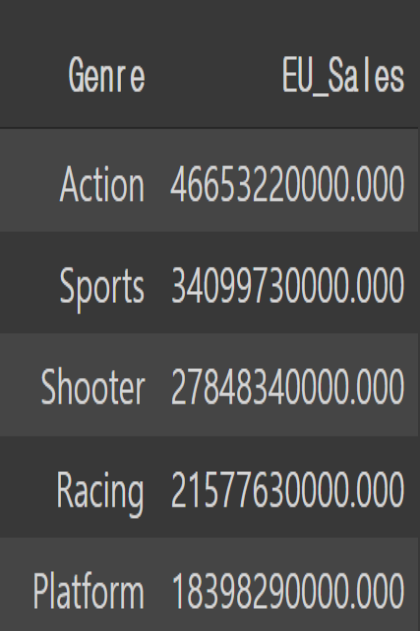 Genre EU_Sales
Action 46653220000.000
Sports 34099730000.000
Shooter 27848340000.000
Racing 21577630000.000
Platform 18398290000.000